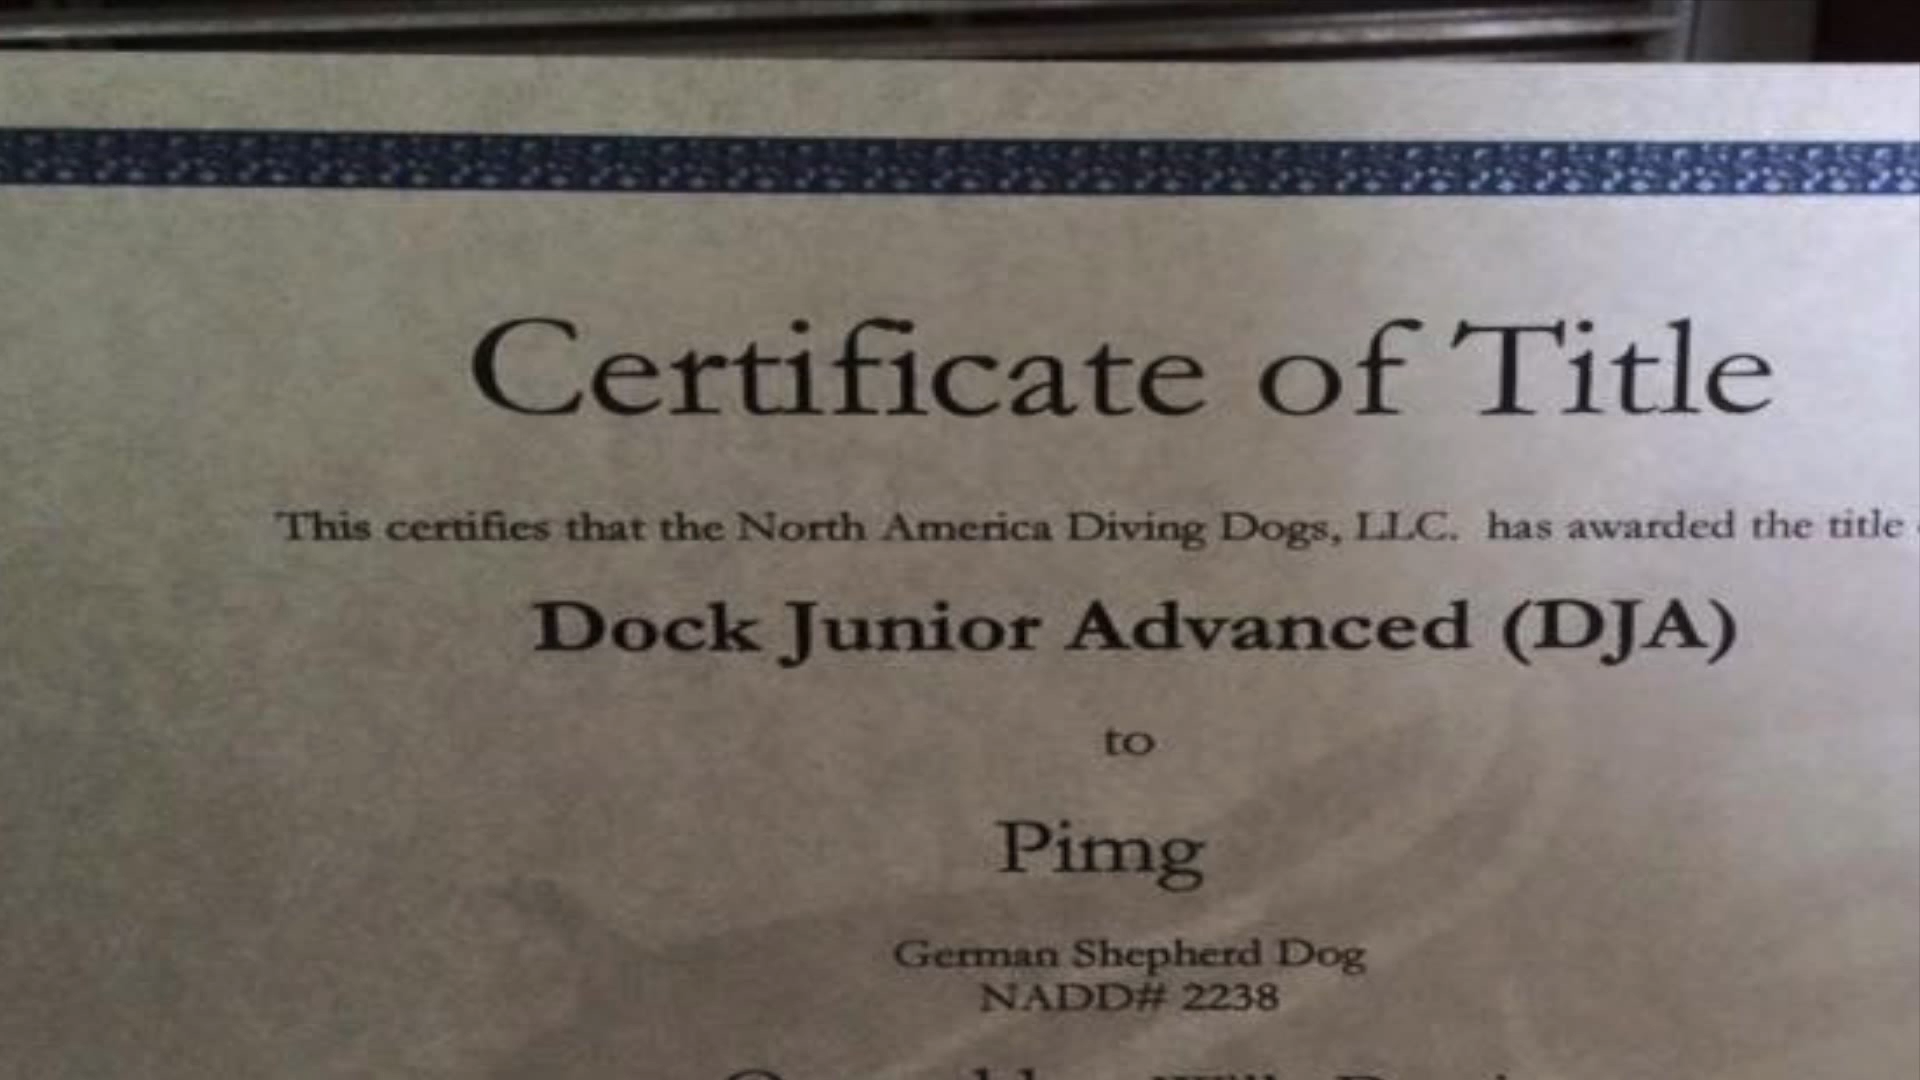 Certificate of Title
This certifies that the North America Diving Dogs, LLC. has awarded the title
Dock Junior Advanced (DJA)
to
Pimg
German Shepherd Dog
NADD# 2238